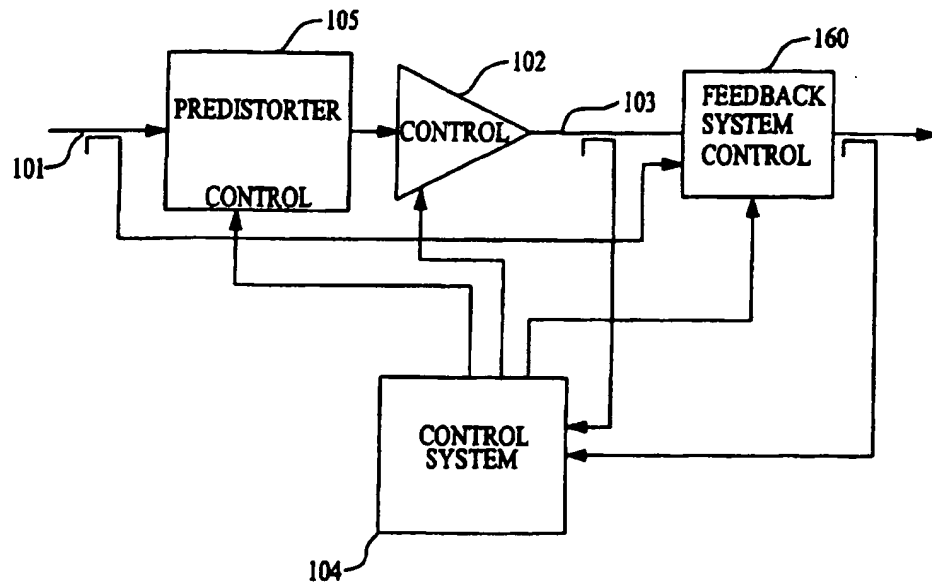 105
102
160
103
PREDISTORTER
CONTROL
CONTROL
FEEDBACK
SYSTEM
CONTROL
101
CONTROL
SYSTEM
104